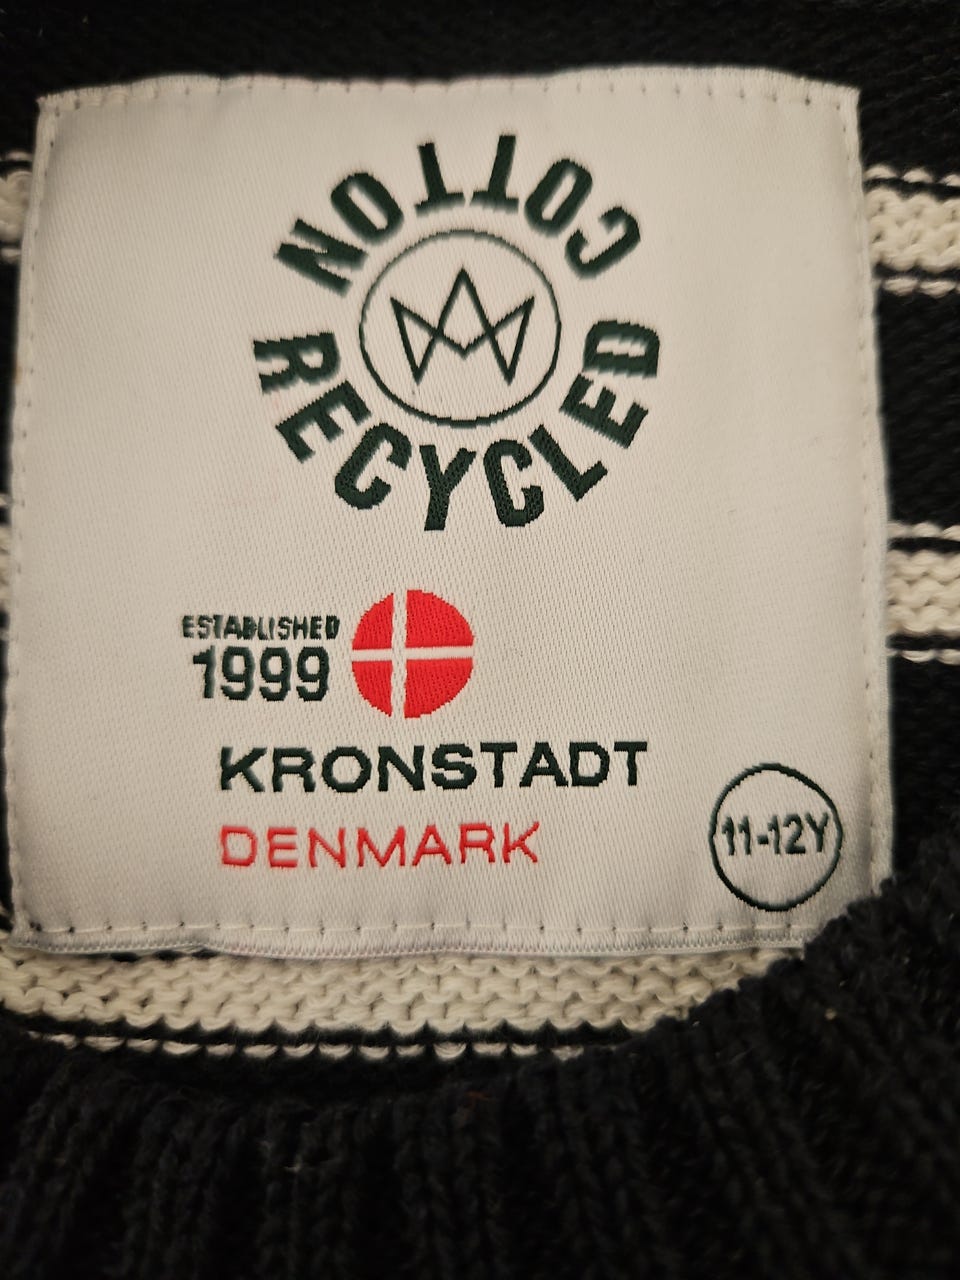 RECYCLED
COTTON
ESTABLISHED
1999
KRONSTADT
DENMARK
11-12Y